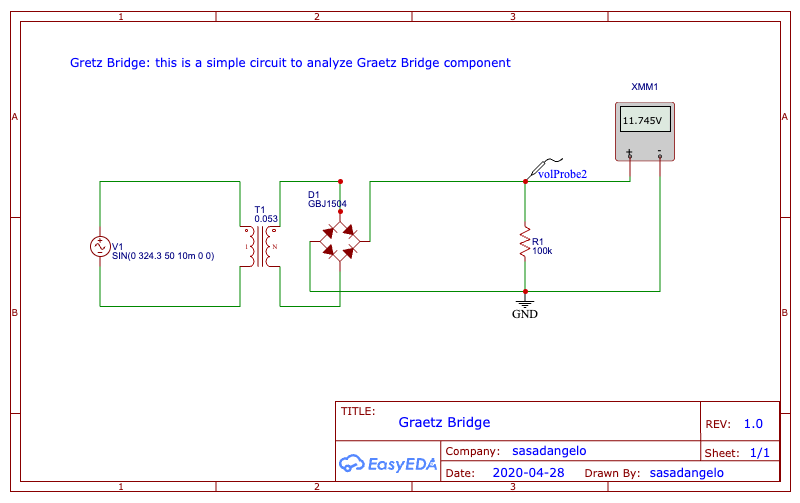 1 2 3
Gretz Bridge: this is a simple circuit to analyze Graetz Bridge component
XMM1
A A
11.745V
+ -
volProbe2
D1
GBJ1504
T1
0.053
V1
SIN(0 324.3 50 10m 0 0)
1 N
R1
100k
B B
GND
TITLE:
Graetz Bridge
REV: 1.0
EasyEDA
Company: sasadangelo
Sheet: 1/1
Date: 2020-04-28 Drawn By: sasadangelo
1 2 3